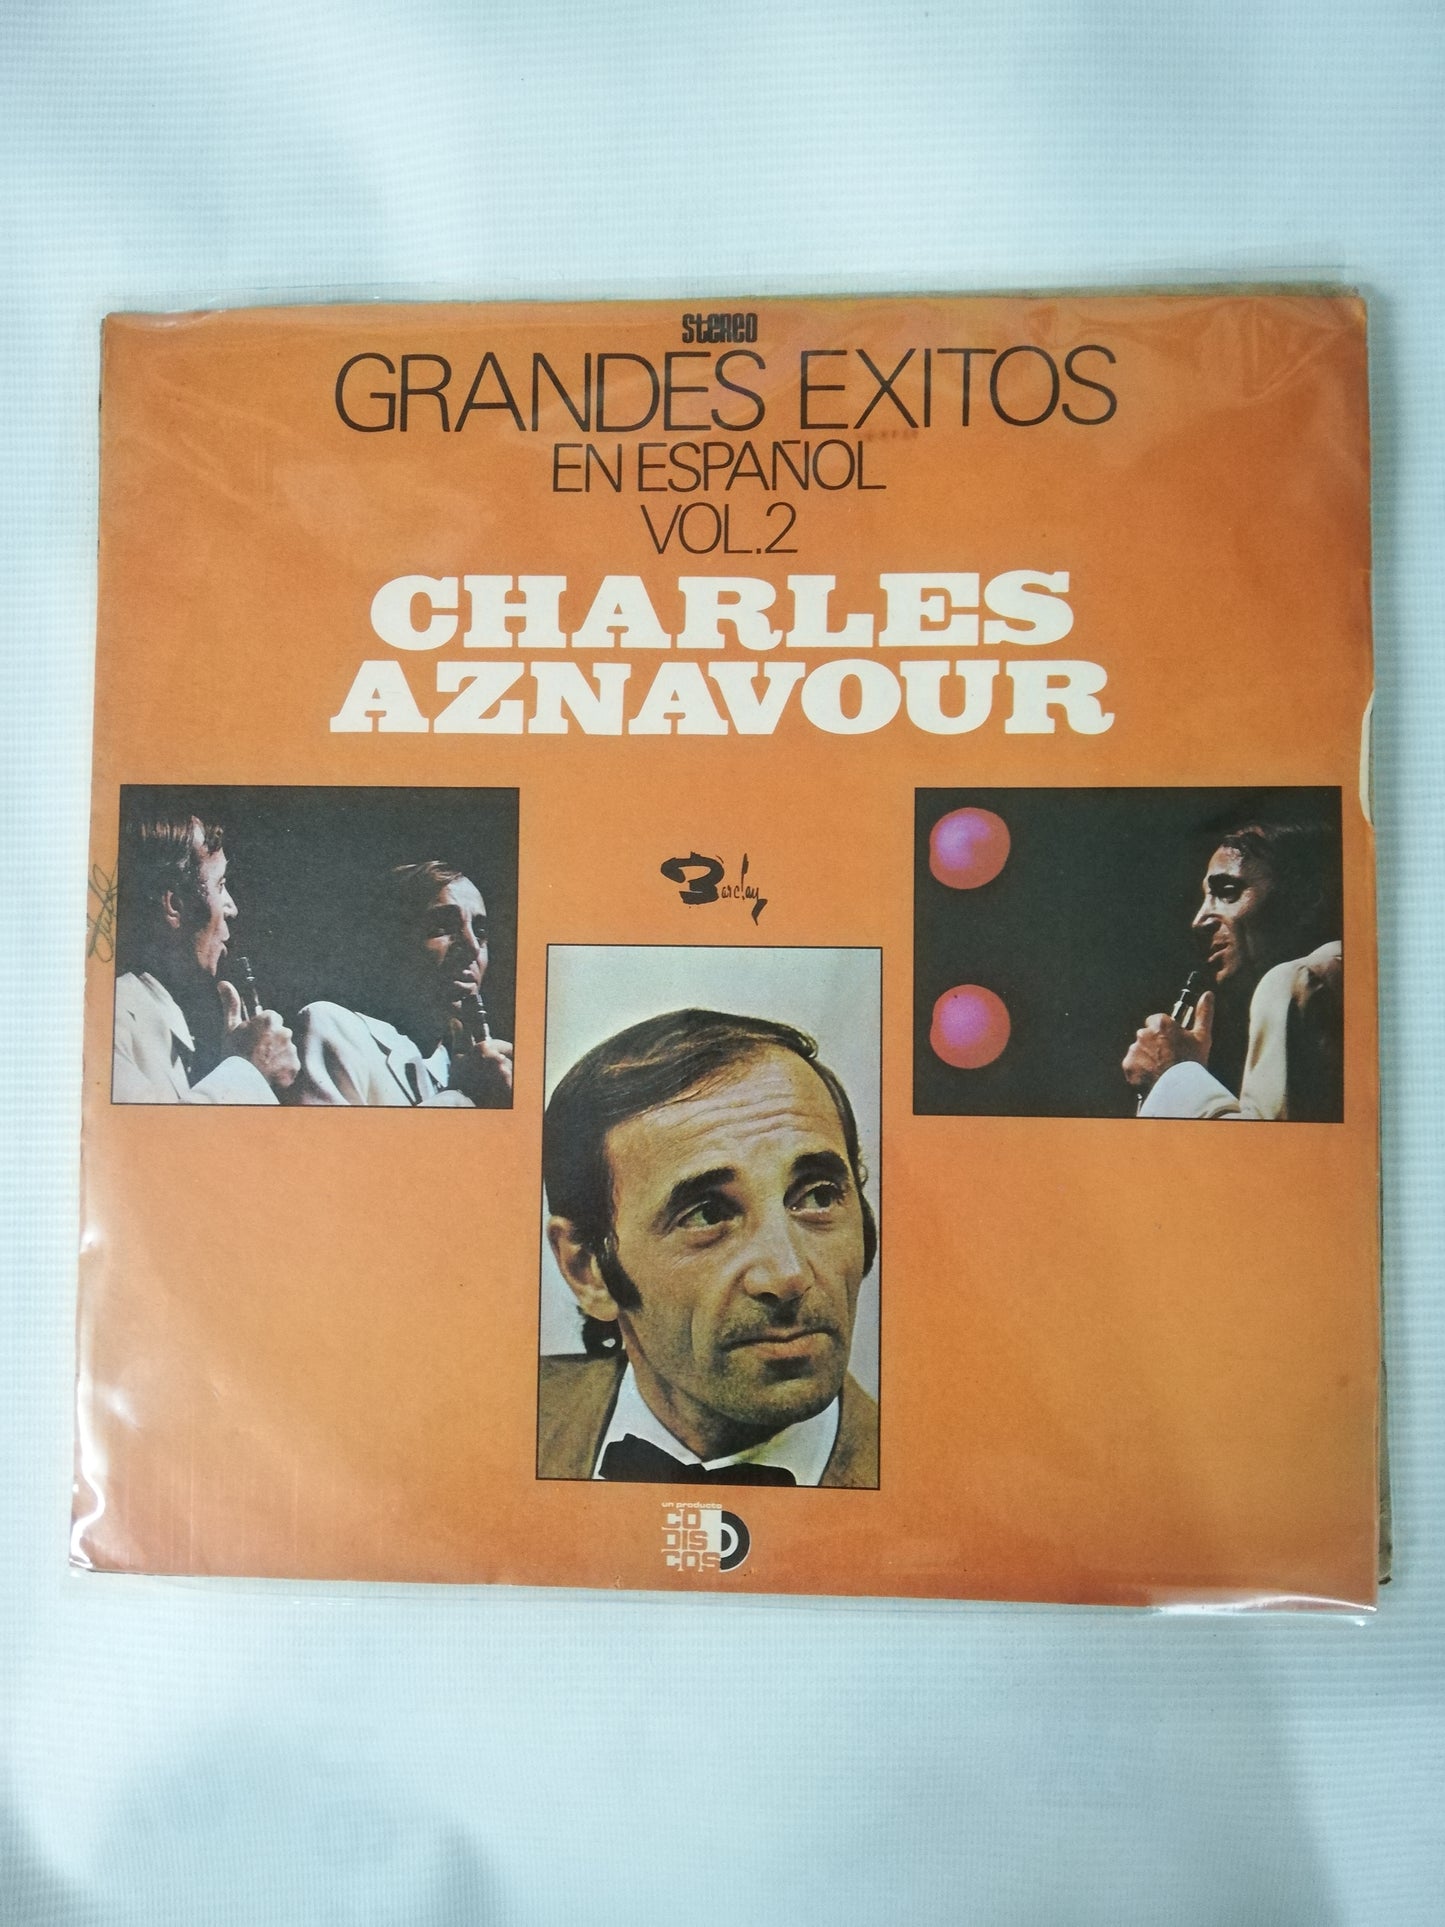 stereo
GRANDES EXITOS
EN ESPAÑOL
VOL.2
CHARLES
AZNAVOUR
Barclay
un producto
CO
DIS
COS